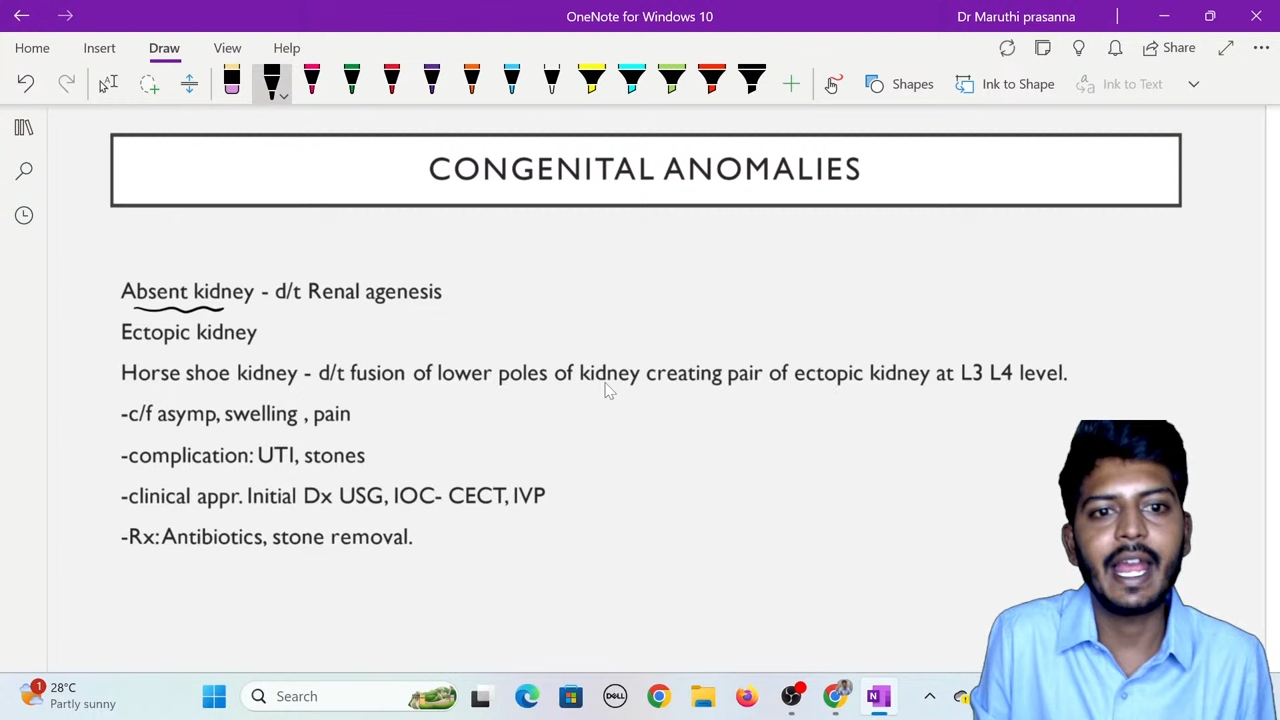 OneNote for Windows 10
Dr Maruthi prasanna
Home Insert Draw View Help
Share
Shapes
Ink to Shape
Ink to Text
CONGENITAL ANOMALIES
Absent kidney - d/t Renal agenesis
Ectopic kidney
Horse shoe kidney - d/t fusion of lower poles of kidney creating pair of ectopic kidney at L3 L4 level.
-c/f asymp, swelling , pain
-complication: UTI, stones
-clinical appr. Initial Dx USG, IOC- CECT, IVP
-Rx: Antibiotics, stone removal.
1
28°C
Partly sunny
Search
DELL